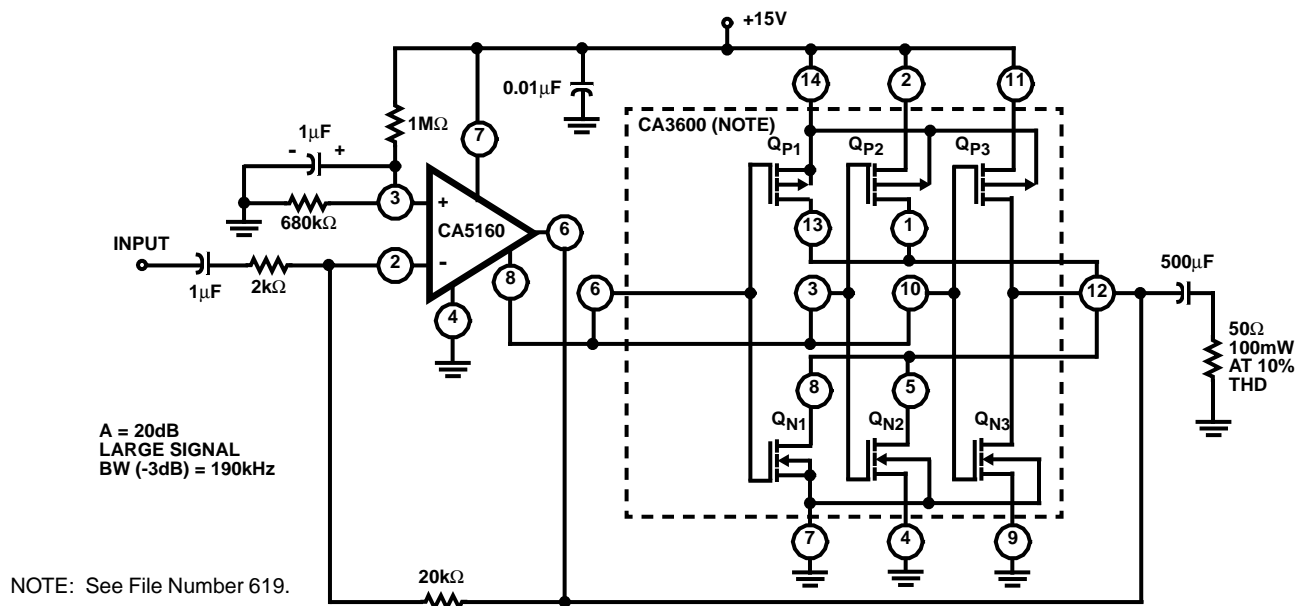 +15V
14
2
11
0.01μF
CA3600 (NOTE)
1MΩ
7
1μF
- +
QP1
QP2
QP3
3
+
680kΩ
CA5160
6
13
1
INPUT
2
-
8
6
3
10
12
500μF
1μF
2kΩ
4
50Ω
100mW
AT 10%
THD
8
5
QN1
QN2
QN3
A = 20dB
LARGE SIGNAL
BW (-3dB) = 190kHz
7
4
9
20kΩ
NOTE: See File Number 619.